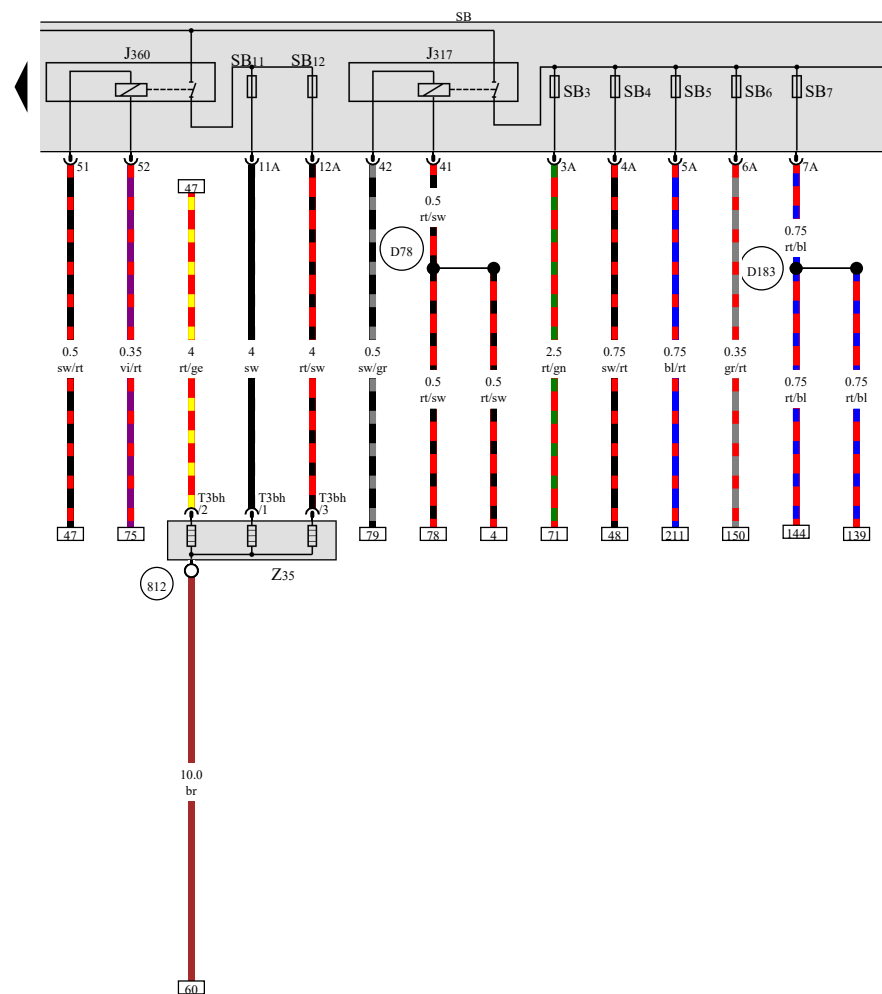 SB
J360
SB11
SB12
J317
SB3
SB4
SB5
SB6
SB7
51
52
11A
12A
42
41
3A
4A
5A
6A
7A
47
0.5
rt/sw
0.75
rt/bl
D78
D183
0.5
sw/rt
0.35
vi/rt
4
rt/ge
4
sw
4
rt/sw
0.5
sw/gr
0.5
rt/sw
0.5
rt/sw
2.5
rt/gn
0.75
sw/rt
0.75
bl/rt
0.35
gr/rt
0.75
rt/bl
0.75
rt/bl
T3bh
/2
T3bh
/1
T3bh
/3
47
75
79
78
4
71
48
211
150
144
139
812
Z35
10.0
br
60